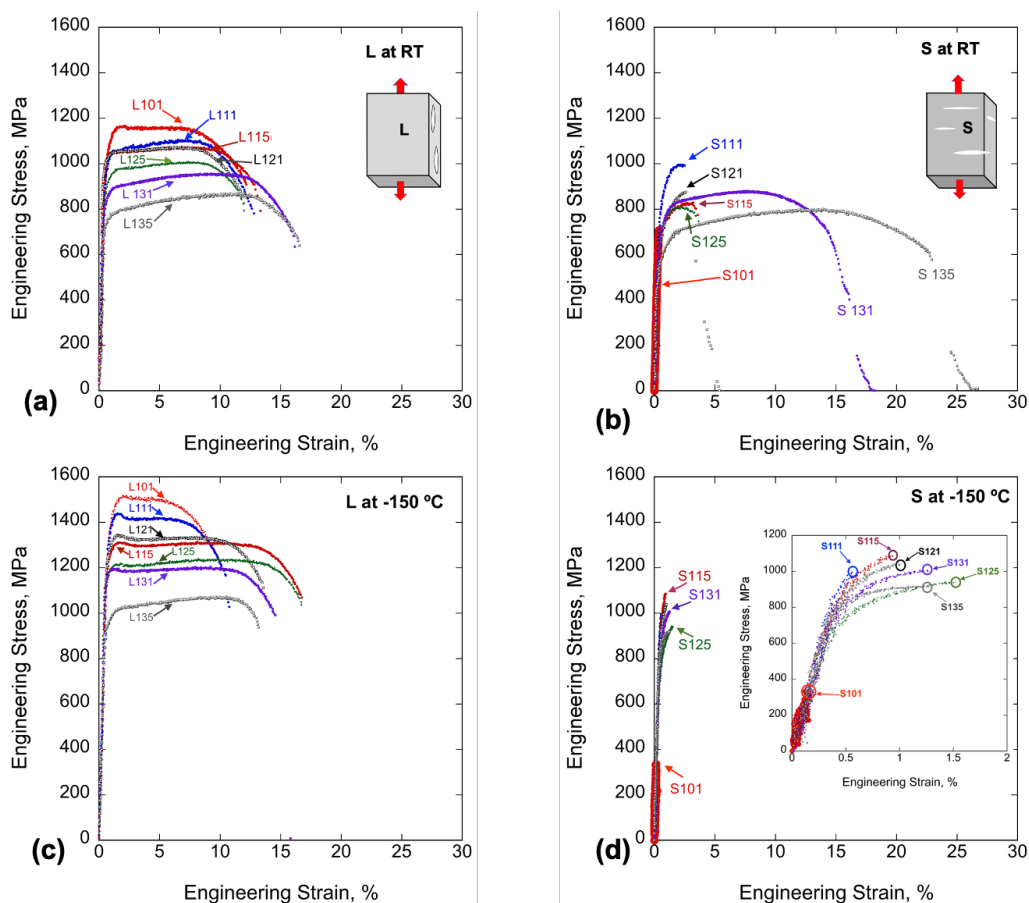 Engineering Stress, MPa
1600
1400
1200
1000
800
600
400
200
0
L at RT
L
L101
L111
L115
L121
L125
L 131
L135
0 5 10 15 20 25 30
(a)
Engineering Strain, %
Engineering Stress, MPa
1600
1400
1200
1000
800
600
400
200
0
S at RT
S
S111
S121
S115
S125
S101
S 131
S 135
0 5 10 15 20 25 30
(b)
Engineering Strain, %
Engineering Stress, MPa
1600
1400
1200
1000
800
600
400
200
0
L at -150 ºC
L101
L111
L121
L115
L125
L131
L135
0 5 10 15 20 25 30
(c)
Engineering Strain, %
Engineering Stress, MPa
1600
1400
1200
1000
800
600
400
200
0
S at -150 ºC
S115
S131
S125
S101
Engineering Stress, MPa
1200
1000
800
600
400
200
0
S111
S115
S121
S131
S125
S135
S101
0 0.5 1 1.5 2
Engineering Strain, %
0 5 10 15 20 25 30
(d)
Engineering Strain, %